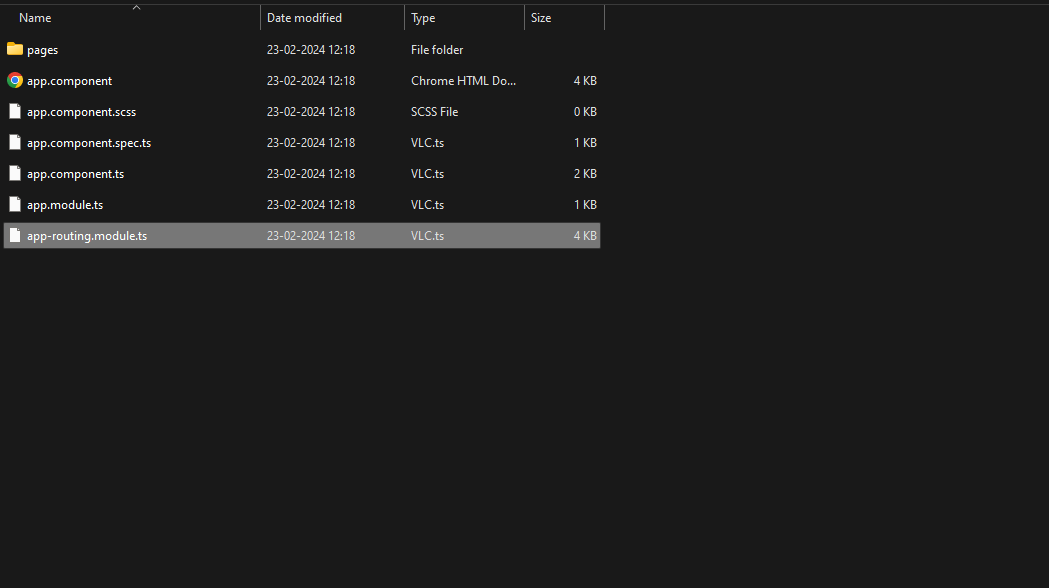 Name Date modified Type Size
pages 23-02-2024 12:18 File folder
app.component 23-02-2024 12:18 Chrome HTML Do... 4 KB
app.component.scss 23-02-2024 12:18 SCSS File 0 KB
app.component.spec.ts 23-02-2024 12:18 VLC.ts 1 KB
app.component.ts 23-02-2024 12:18 VLC.ts 2 KB
app.module.ts 23-02-2024 12:18 VLC.ts 1 KB
app-routing.module.ts 23-02-2024 12:18 VLC.ts 4 KB